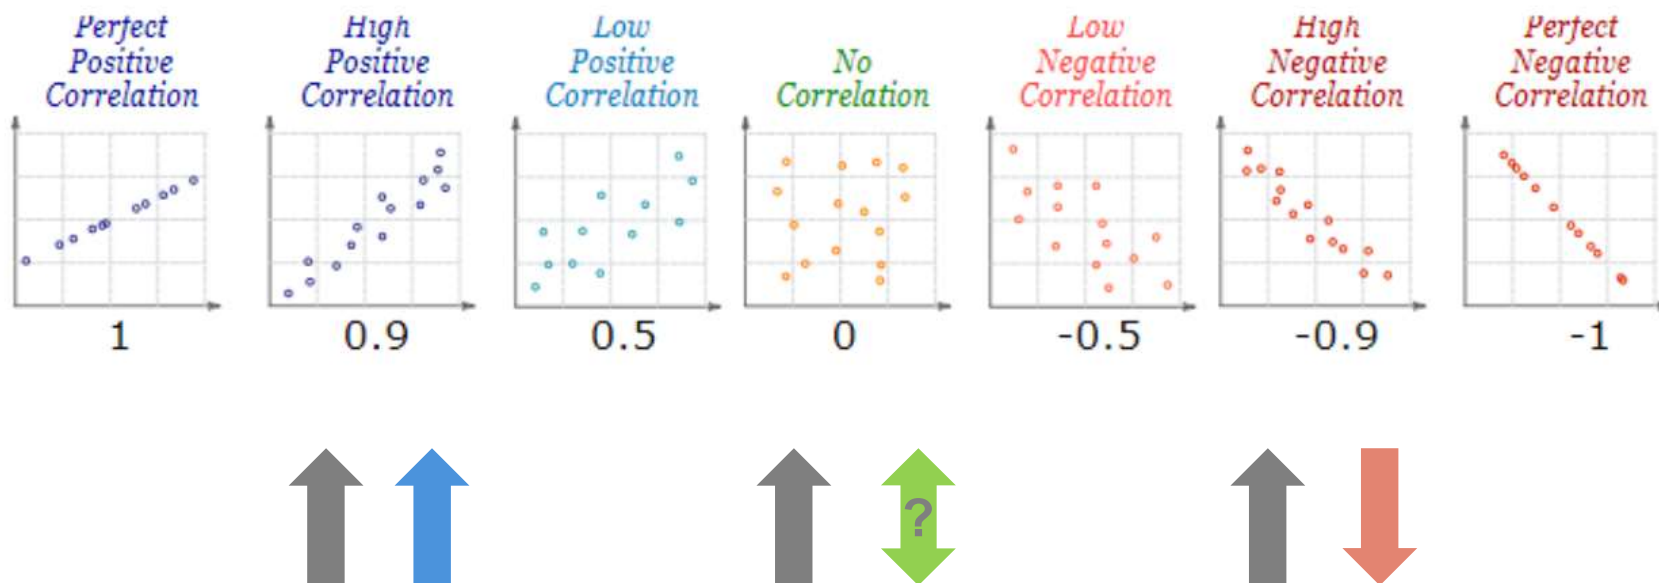 Perfect
Positive
Correlation
High
Positive
Correlation
Low
Positive
Correlation
No
Correlation
Low
Negative
Correlation
High
Negative
Correlation
Perfect
Negative
Correlation
1
0.9
0.5
0
-0.5
-0.9
-1
?